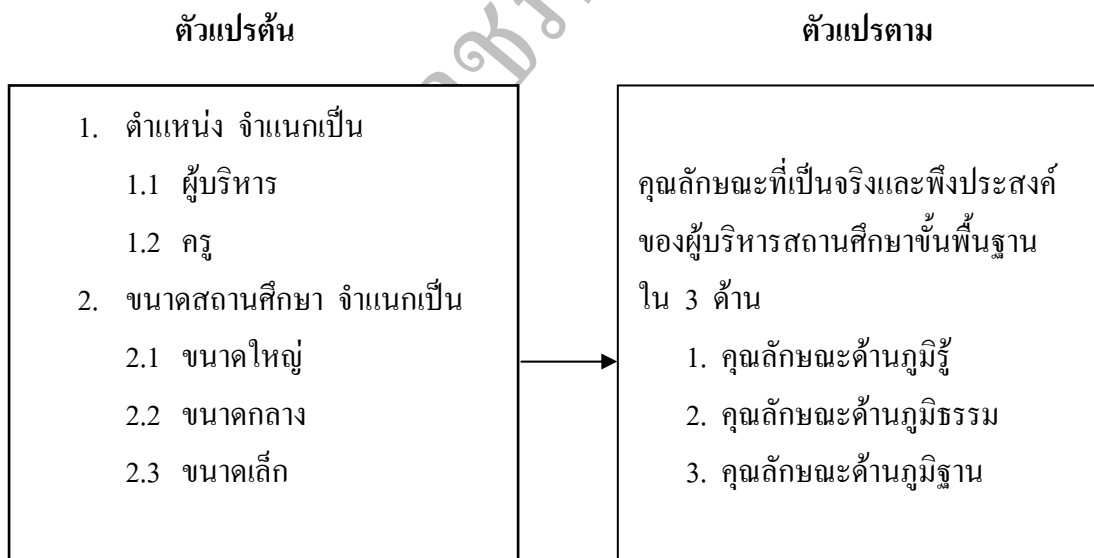 ตัวแปรต้น
1. ตำแหน่ง จำแนกเป็น
1.1 ผู้บริหาร
1.2 ครู
2. ขนาดสถานศึกษา จำแนกเป็น
2.1 ขนาดใหญ่
2.2 ขนาดกลาง
2.3 ขนาดเล็ก
ตัวแปรตาม
คุณลักษณะที่เป็นจริงและพึงประสงค์
ของผู้บริหารสถานศึกษาขั้นพื้นฐาน
ใน 3 ด้าน
1. คุณลักษณะด้านภูมิรู้
2. คุณลักษณะด้านภูมิธรรม
3. คุณลักษณะด้านภูมิฐาน